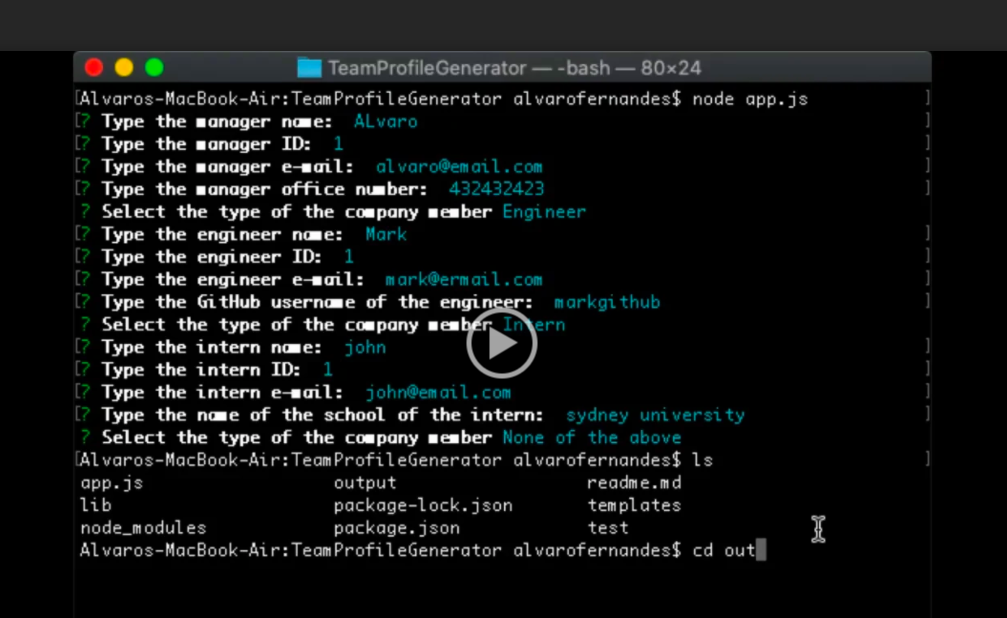 TeamProfileGenerator — -bash — 80×24
[Alvaros-MacBook-Air:TeamProfileGenerator alvarofernandes$ node app.js ]
[? Type the manager name: ALvaro ]
[? Type the manager ID: 1 ]
[? Type the manager e-mail: alvaro@email.com ]
[? Type the manager office number: 432432423 ]
? Select the type of the company member Engineer
[? Type the engineer name: Mark ]
[? Type the engineer ID: 1 ]
[? Type the engineer e-mail: mark@ermail.com ]
[? Type the GitHub username of the engineer: markgithub ]
? Select the type of the company member Intern
[? Type the intern name: john ]
[? Type the intern ID: 1 ]
[? Type the intern e-mail: john@email.com ]
[? Type the name of the school of the intern: sydney university ]
? Select the type of the company member None of the above
[Alvaros-MacBook-Air:TeamProfileGenerator alvarofernandes$ ls ]
app.js output readme.md
lib package-lock.json templates
node_modules package.json test
Alvaros-MacBook-Air:TeamProfileGenerator alvarofernandes$ cd out